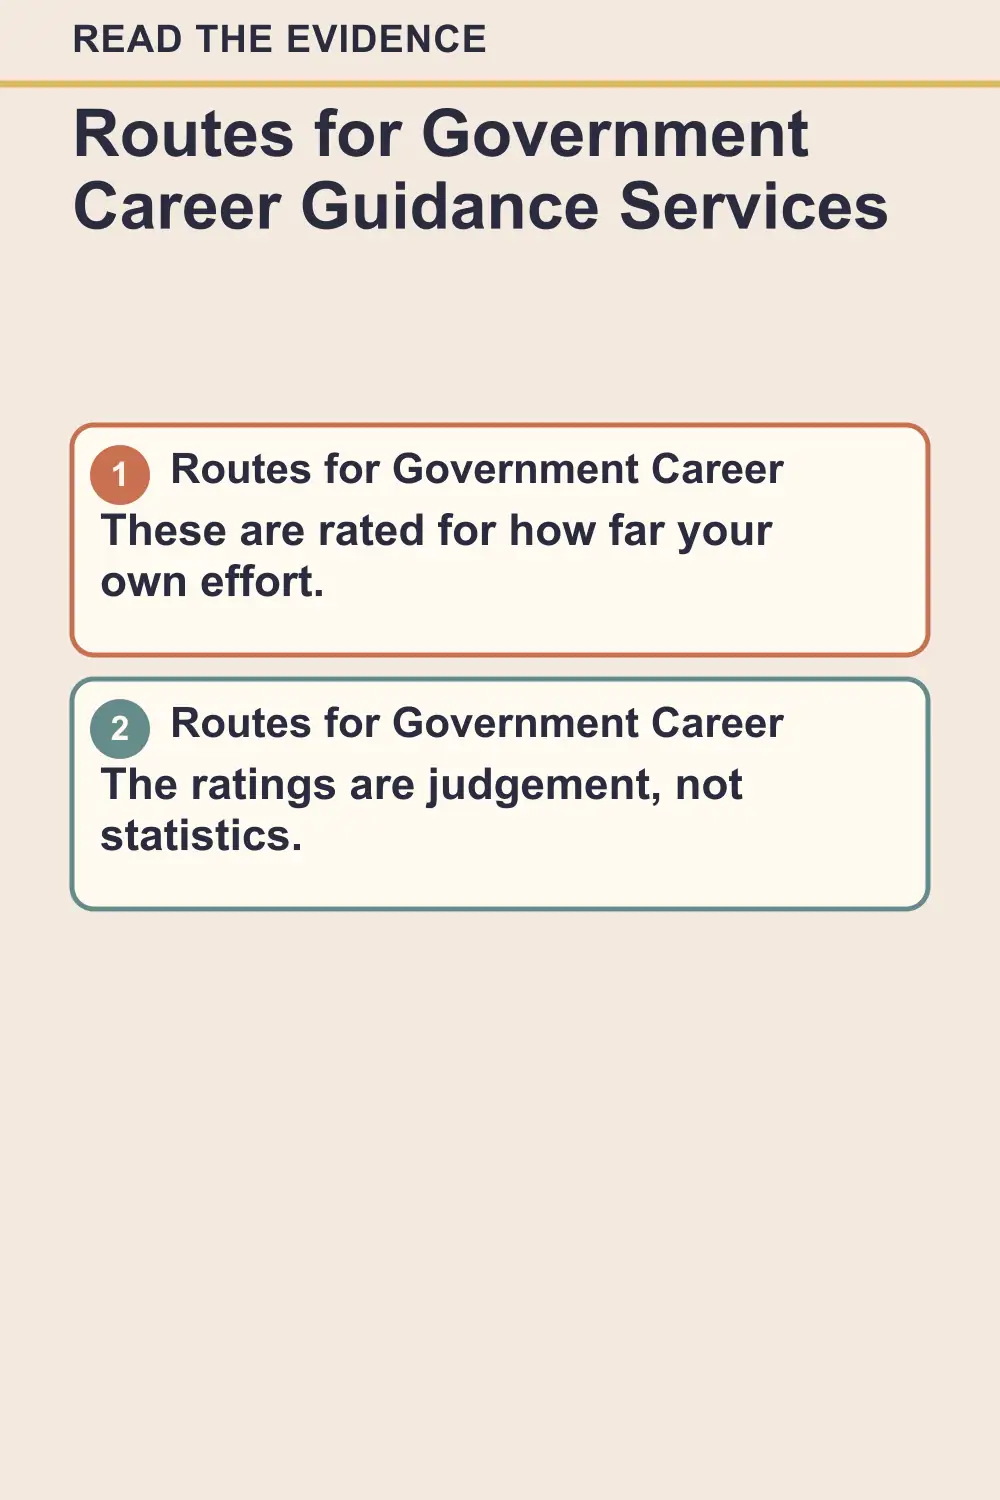 READ THE EVIDENCE
Routes for Government
Career Guidance Services
1 Routes for Government Career
These are rated for how far your
own effort.
2 Routes for Government Career
The ratings are judgement, not
statistics.